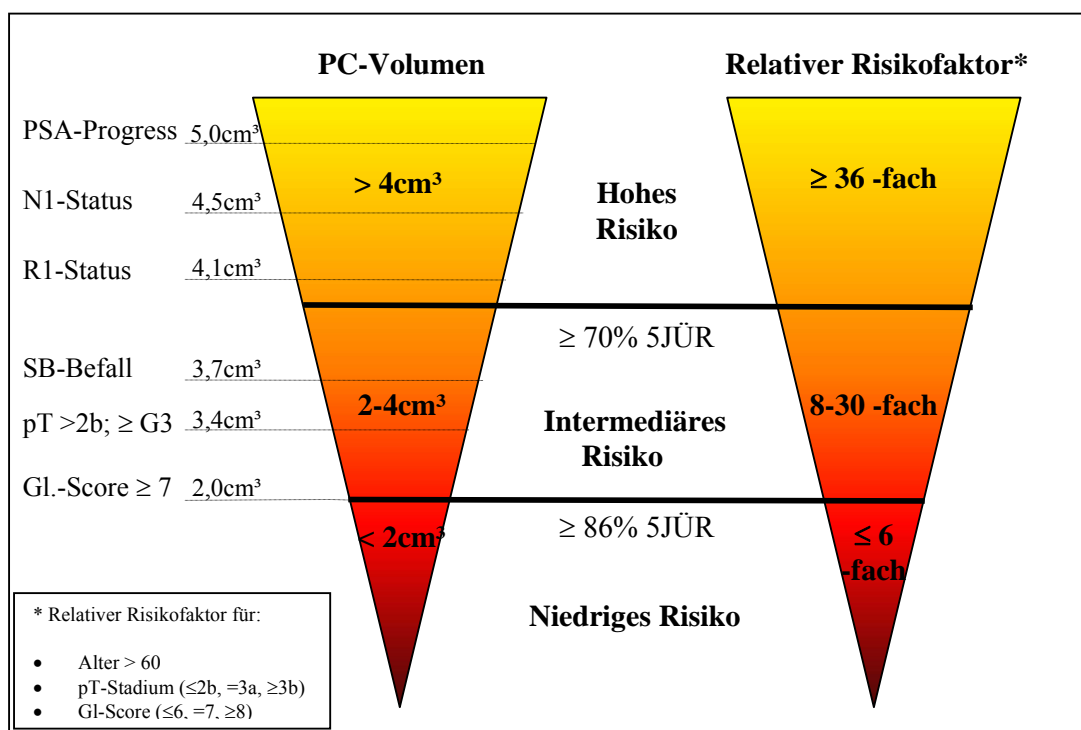 PC-Volumen
Relativer Risikofaktor*
PSA-Progress 5,0cm³
> 4cm³
≥ 36 -fach
N1-Status 4,5cm³
Hohes
Risiko
R1-Status 4,1cm³
≥ 70% 5JÜR
SB-Befall 3,7cm³
2-4cm³
8-30 -fach
pT >2b; ≥ G3 3,4cm³
Intermediäres
Risiko
Gl.-Score ≥ 7 2,0cm³
≥ 86% 5JÜR
< 2cm³
≤ 6
-fach
Niedriges Risiko
* Relativer Risikofaktor für:
• Alter > 60
• pT-Stadium (≤2b, =3a, ≥3b)
• Gl-Score (≤6, =7, ≥8)